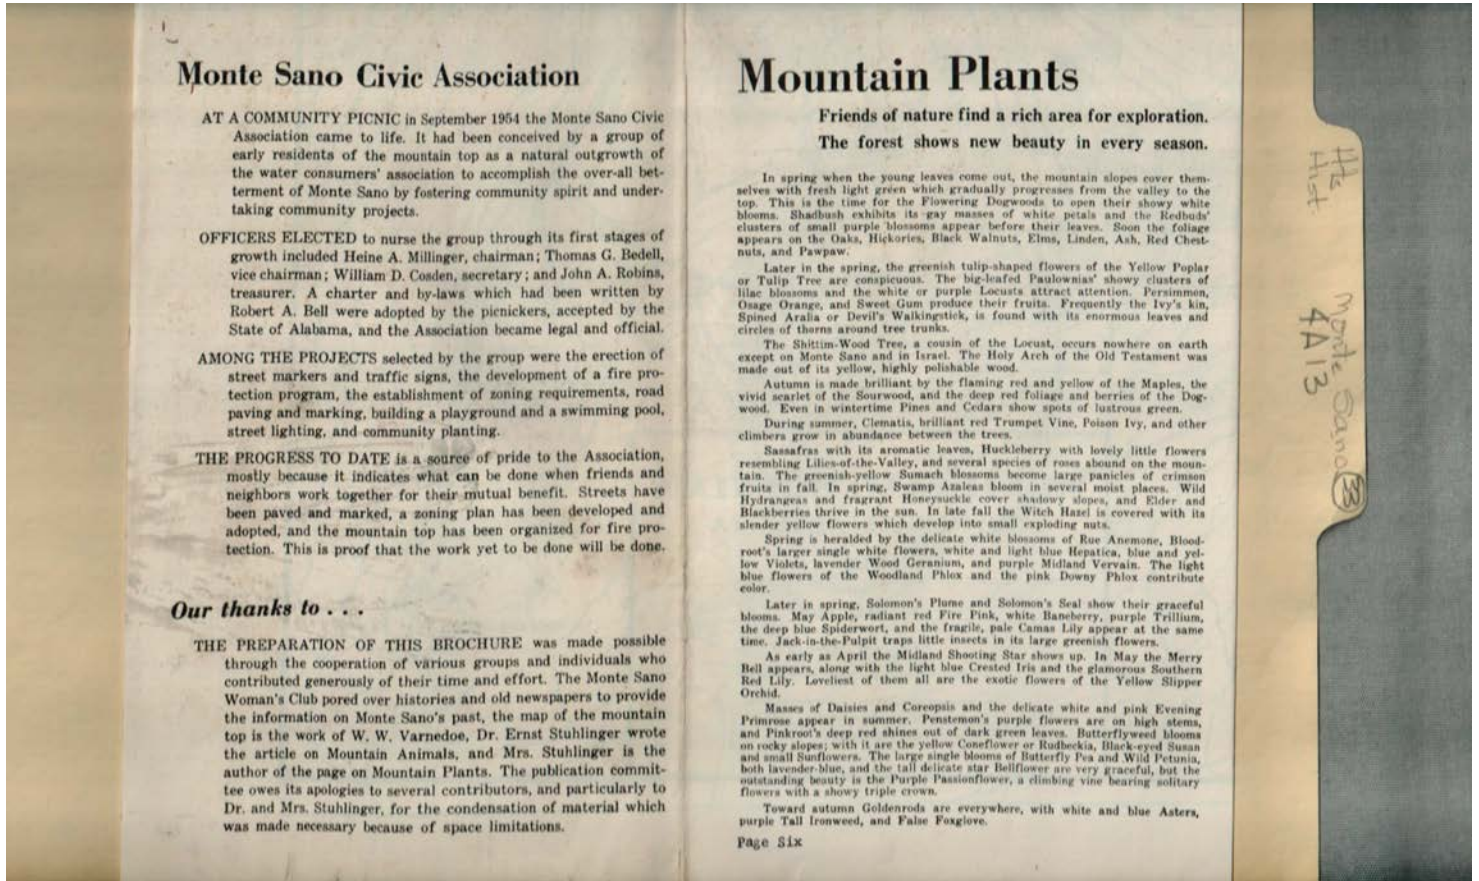 Monte Sano Civic Association
AT A COMMUNITY PICNIC in September 1954 the Monte Sano Civic
Association came to life. It had been conceived by a group of
early residents of the mountain top as a natural outgrowth of
the water consumers' association to accomplish the over-all bet-
terment of Monte Sano by fostering community spirit and under-
taking community projects.
OFFICERS ELECTED to nurse the group through its first stages of
growth included Heine A. Millinger, chairman; Thomas G. Bedell,
vice chairman; William D. Cosden, secretary; and John A. Robins,
treasurer. A charter and by-laws which had been written by
Robert A. Bell were adopted by the picnickers, accepted by the
State of Alabama, and the Association became legal and official.
AMONG THE PROJECTS selected by the group were the erection of
street markers and traffic signs, the development of a fire pro-
tection program, the establishment of zoning requirements, road
paving and marking, building a playground and a swimming pool,
street lighting, and community planting.
THE PROGRESS TO DATE is a source of pride to the Association,
mostly because it indicates what can be done when friends and
neighbors work together for their mutual benefit. Streets have
been paved and marked, a zoning plan has been developed and
adopted, and the mountain top has been organized for fire pro-
tection. This is proof that the work yet to be done will be done.
Our thanks to . . .
THE PREPARATION OF THIS BROCHURE was made possible
through the cooperation of various groups and individuals who
contributed generously of their time and effort. The Monte Sano
Woman's Club pored over histories and old newspapers to provide
the information on Monte Sano's past, the map of the mountain
top is the work of W. W. Varnedoe, Dr. Ernst Stuhlinger wrote
the article on Mountain Animals, and Mrs. Stuhlinger is the
author of the page on Mountain Plants. The publication commit-
tee owes its apologies to several contributors, and particularly to
Dr. and Mrs. Stuhlinger, for the condensation of material which
was made necessary because of space limitations.
Mountain Plants
Friends of nature find a rich area for exploration.
The forest shows new beauty in every season.
In spring when the young leaves come out, the mountain slopes cover them-
selves with fresh light green which gradually progresses from the valley to the
top. This is the time for the Flowering Dogwoods to open their showy white
blooms. Shadbush exhibits its gay masses of white petals and the Redbuds'
clusters of small purple blossoms appear before their leaves. Soon the foliage
appears on the Oaks, Hickories, Black Walnuts, Elms, Linden, Ash, Red Chest-
nuts, and Pawpaw.
Later in the spring, the greenish tulip-shaped flowers of the Yellow Poplar
or Tulip Tree are conspicuous. The big-leafed Paulownias' showy clusters of
lilac blossoms and the white or purple Locusts attract attention. Persimmon,
Osage Orange, and Sweet Gum produce their fruits. Frequently the Ivy's kin,
Spined Aralia or Devil's Walkingstick, is found with its enormous leaves and
circles of thorns around tree trunks.
The Shittim-Wood Tree, a cousin of the Locust, occurs nowhere on earth
except on Monte Sano and in Israel. The Holy Arch of the Old Testament was
made out of its yellow, highly polishable wood.
Autumn is made brilliant by the flaming red and yellow of the Maples, the
vivid scarlet of the Sourwood, and the deep red foliage and berries of the Dog-
wood. Even in wintertime Pines and Cedars show spots of lustrous green.
During summer, Clematis, brilliant red Trumpet Vine, Poison Ivy, and other
climbers grow in abundance between the trees.
Sassafras with its aromatic leaves, Huckleberry with lovely little flowers
resembling Lilies-of-the-Valley, and several species of roses abound on the moun-
tain. The greenish-yellow Sumach blossoms become large panicles of crimson
fruits in fall. In spring, Swamp Azaleas bloom in several moist places. Wild
Hydrangeas and fragrant Honeysuckle cover shadowy slopes, and Elder and
Blackberries thrive in the sun. In late fall the Witch Hazel is covered with its
slender yellow flowers which develop into small exploding nuts.
Spring is heralded by the delicate white blossoms of Rue Anemone, Blood-
root's larger single white flowers, white and light blue Hepatica, blue and yel-
low Violets, lavender Wood Geranium, and purple Midland Vervain. The light
blue flowers of the Woodland Phlox and the pink Downy Phlox contribute
color.
Later in spring, Solomon's Plume and Solomon's Seal show their graceful
blooms. May Apple, radiant red Fire Pink, white Baneberry, purple Trillium,
the deep blue Spiderwort, and the fragile, pale Camas Lily appear at the same
time. Jack-in-the-Pulpit traps little insects in its large greenish flowers.
As early as April the Midland Shooting Star shows up. In May the Merry
Bell appears, along with the light blue Crested Iris and the glamorous Southern
Red Lily. Loveliest of them all are the exotic flowers of the Yellow Slipper
Orchid.
Masses of Daisies and Coreopsis and the delicate white and pink Evening
Primrose appear in summer. Penstemon's purple flowers are on high stems,
and Pinkroot's deep red shines out of dark green leaves. Butterflyweed blooms
on rocky slopes; with it are the yellow Coneflower or Rudbeckia, Black-eyed Susan
and small Sunflowers. The large single blooms of Butterfly Pea and Wild Petunia,
both lavender-blue, and the tall delicate star Bellflower are very graceful, but the
outstanding beauty is the Purple Passionflower, a climbing vine bearing solitary
flowers with a showy triple crown.
Toward autumn Goldenrods are everywhere, with white and blue Asters,
purple Tall Ironweed, and False Foxglove.
Page Six
Hist.
Monte Sano 33
4A13